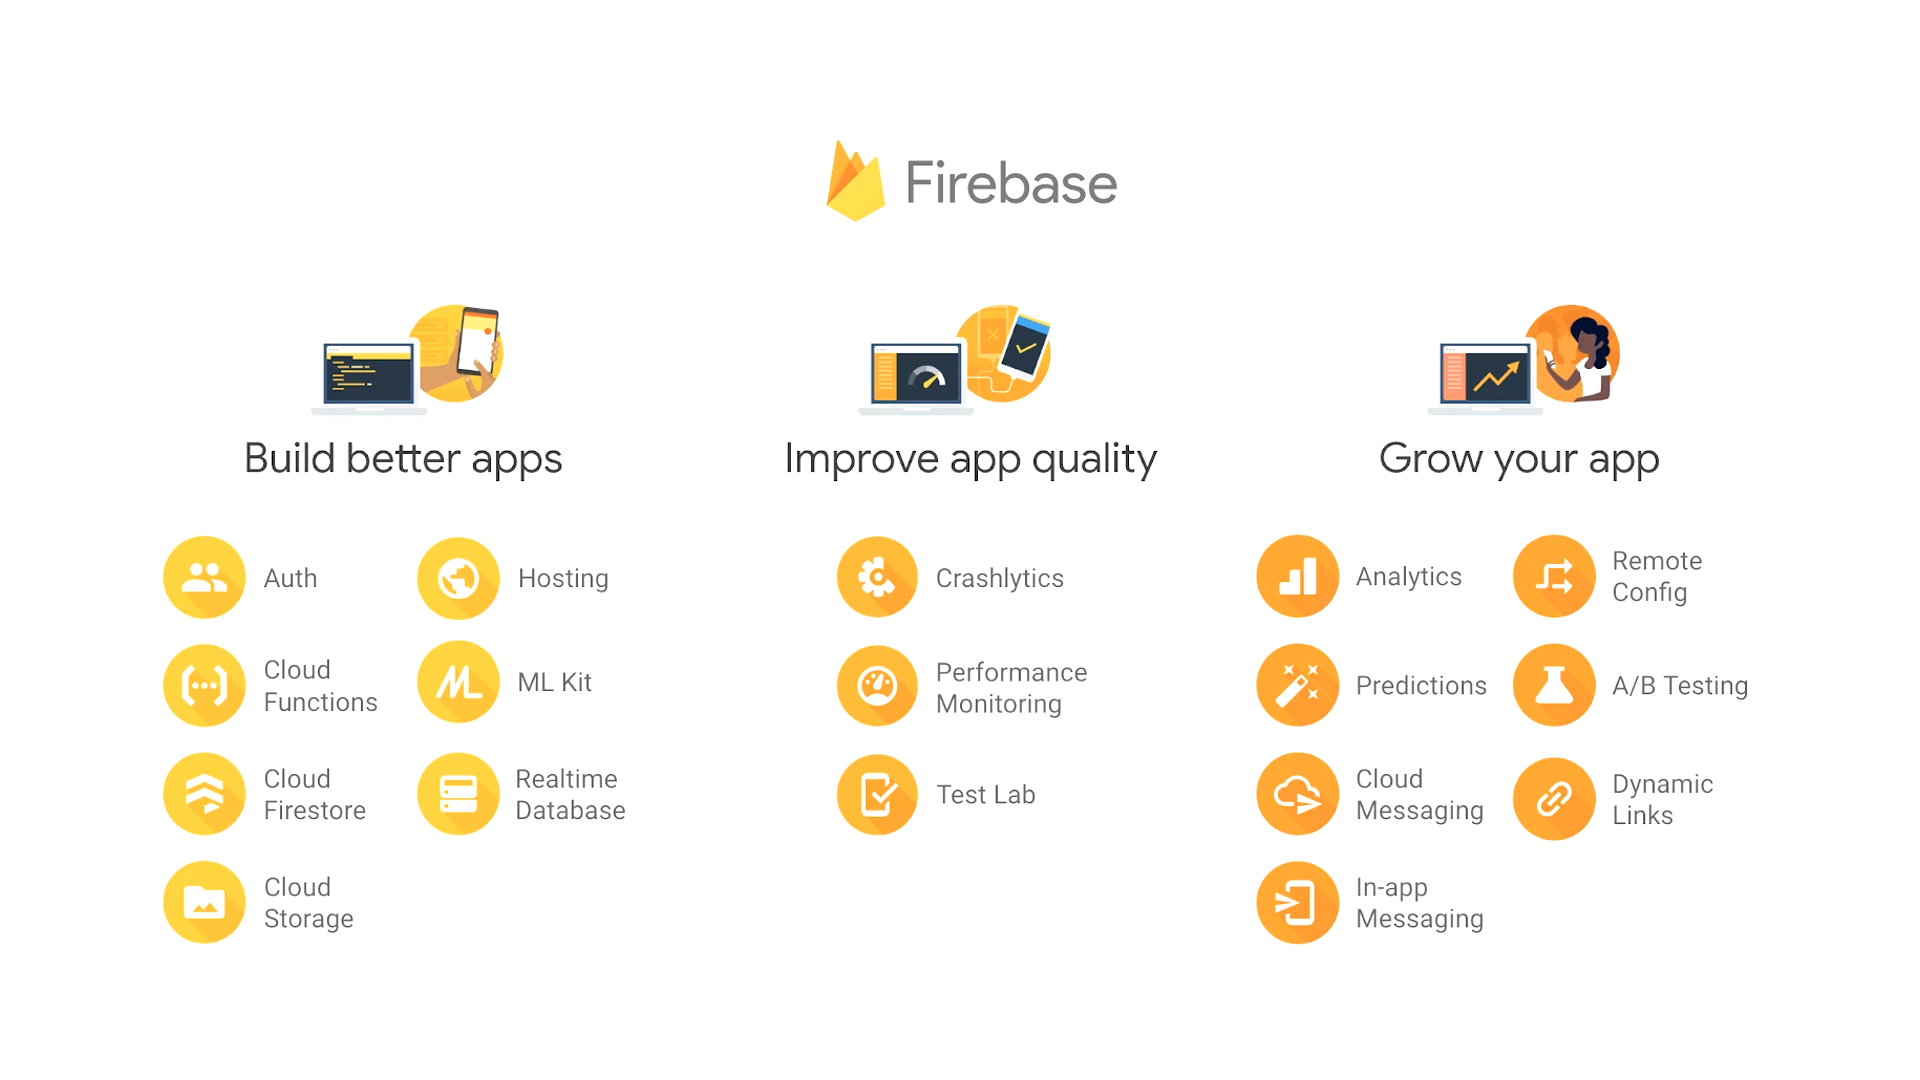 Firebase
Build better apps
Auth
Hosting
Cloud
Functions
ML Kit
Cloud
Firestore
Realtime
Database
Cloud
Storage
Improve app quality
Crashlytics
Performance
Monitoring
Test Lab
Grow your app
Analytics
Remote
Config
Predictions
A/B Testing
Cloud
Messaging
Dynamic
Links
In-app
Messaging